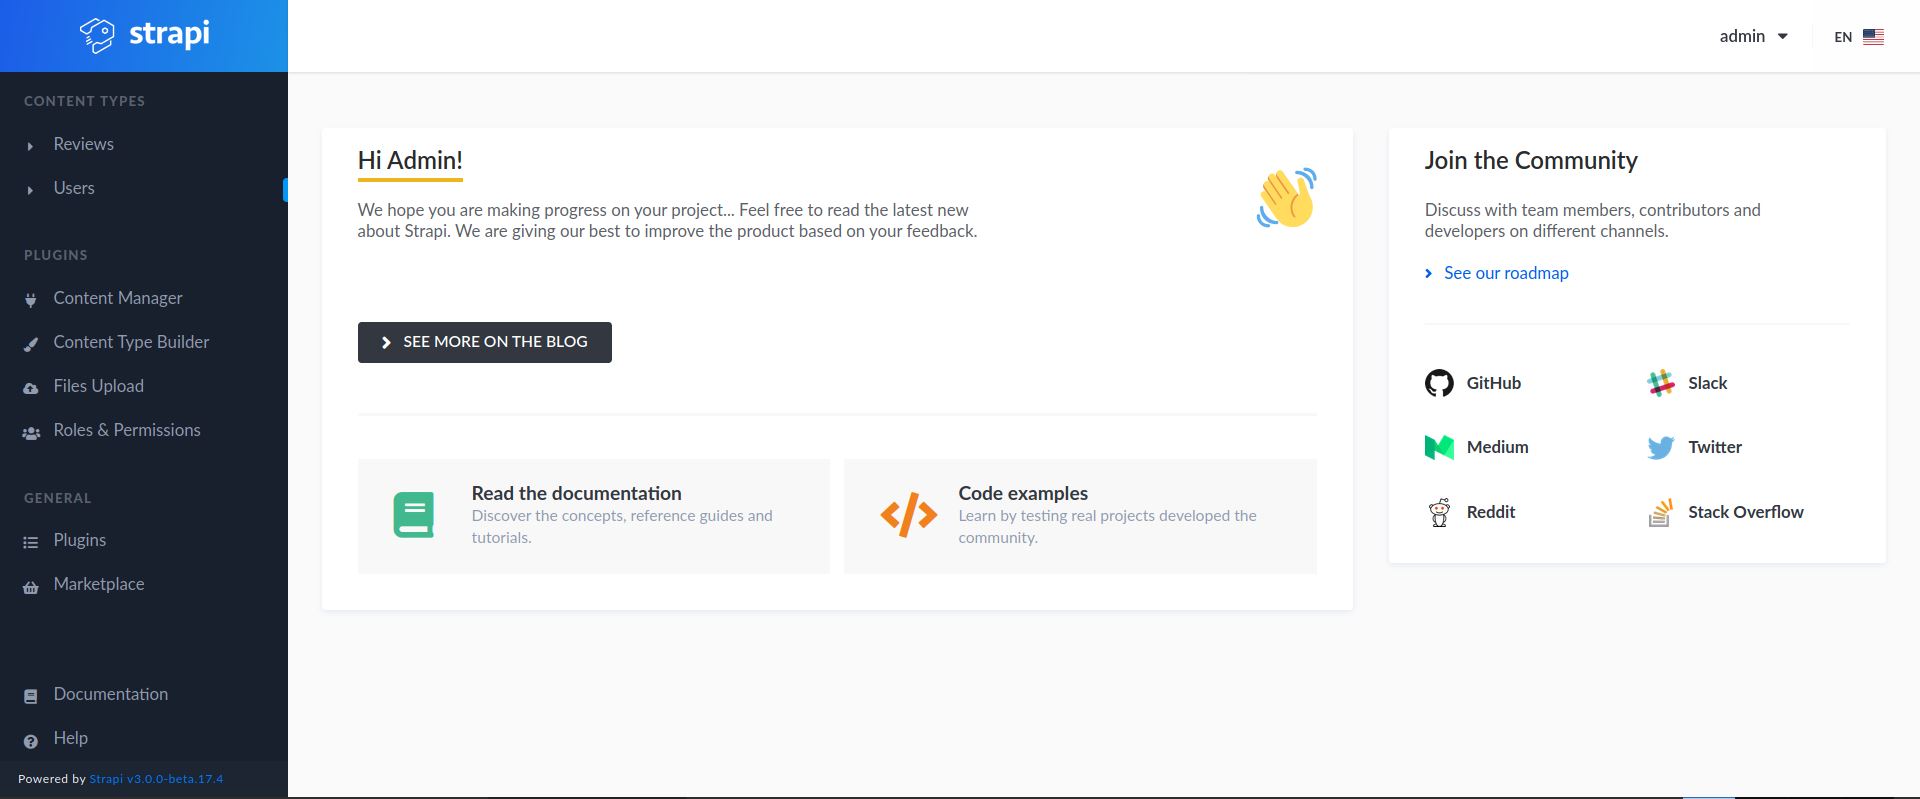 strapi
admin
EN
CONTENT TYPES
Reviews
Users
PLUGINS
Content Manager
Content Type Builder
Files Upload
Roles & Permissions
GENERAL
Plugins
Marketplace
Documentation
Help
Powered by Strapi v3.0.0-beta.17.4
Hi Admin!
We hope you are making progress on your project... Feel free to read the latest new
about Strapi. We are giving our best to improve the product based on your feedback.
SEE MORE ON THE BLOG
Read the documentation
Discover the concepts, reference guides and
tutorials.
Code examples
Learn by testing real projects developed the
community.
Join the Community
Discuss with team members, contributors and
developers on different channels.
See our roadmap
GitHub
Slack
Medium
Twitter
Reddit
Stack Overflow